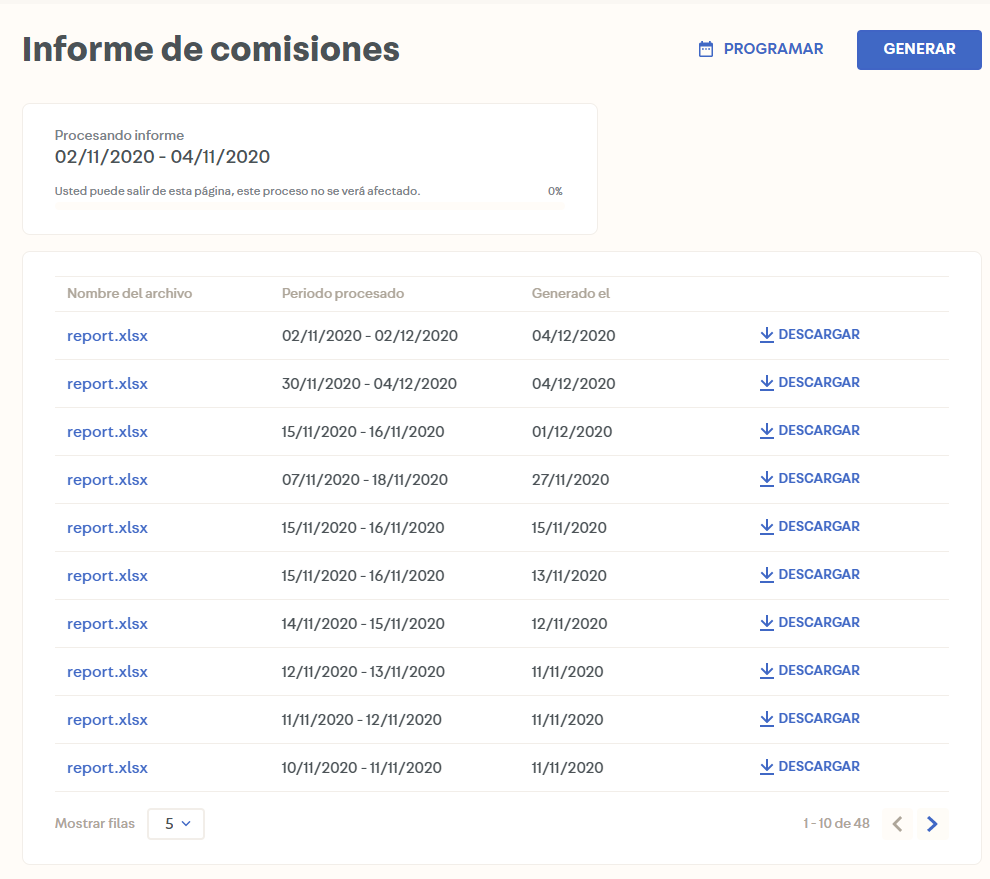 Informe de comisiones
PROGRAMAR
GENERAR
Procesando informe
02/11/2020 - 04/11/2020
Usted puede salir de esta página, este proceso no se verá afectado. 0%
Nombre del archivo Periodo procesado Generado el
report.xlsx 02/11/2020 - 02/12/2020 04/12/2020 DESCARGAR
report.xlsx 30/11/2020 - 04/12/2020 04/12/2020 DESCARGAR
report.xlsx 15/11/2020 - 16/11/2020 01/12/2020 DESCARGAR
report.xlsx 07/11/2020 - 18/11/2020 27/11/2020 DESCARGAR
report.xlsx 15/11/2020 - 16/11/2020 15/11/2020 DESCARGAR
report.xlsx 15/11/2020 - 16/11/2020 13/11/2020 DESCARGAR
report.xlsx 14/11/2020 - 15/11/2020 12/11/2020 DESCARGAR
report.xlsx 12/11/2020 - 13/11/2020 11/11/2020 DESCARGAR
report.xlsx 11/11/2020 - 12/11/2020 11/11/2020 DESCARGAR
report.xlsx 10/11/2020 - 11/11/2020 11/11/2020 DESCARGAR
Mostrar filas 5 1 - 10 de 48